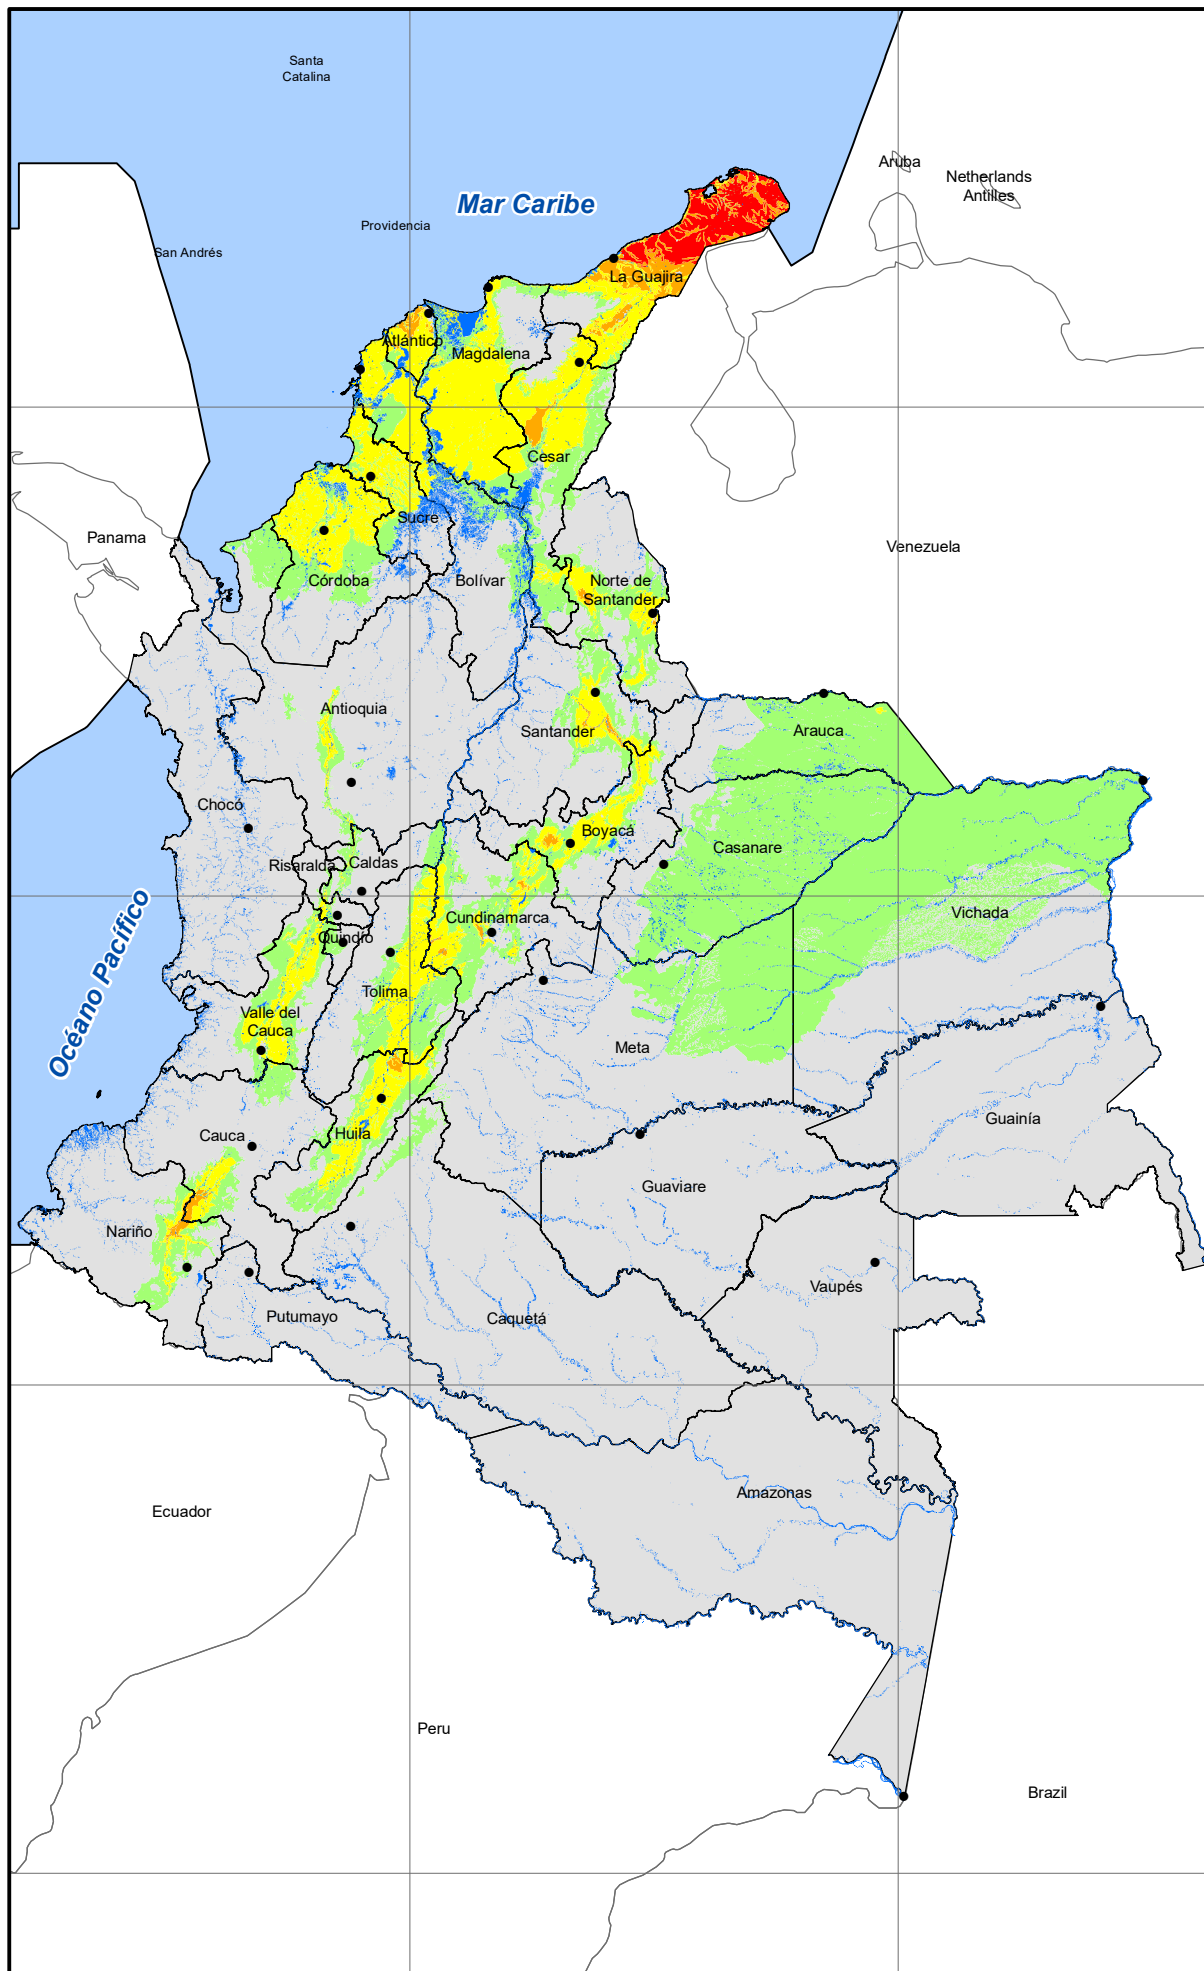 Santa
Catalina
Aruba
Netherlands
Antilles
Mar Caribe
Providencia
San Andrés
La Guajira
Atlántico
Magdalena
Cesar
Sucre
Panama
Venezuela
Córdoba
Bolívar
Norte de
Santander
Antioquia
Santander
Arauca
Chocó
Boyacá
Casanare
Risaralda
Caldas
Vichada
Cundinamarca
Quindío
Océano Pacífico
Tolima
Valle del
Cauca
Meta
Guainía
Cauca
Huila
Guaviare
Nariño
Vaupés
Putumayo
Caquetá
Amazonas
Ecuador
Peru
Brazil